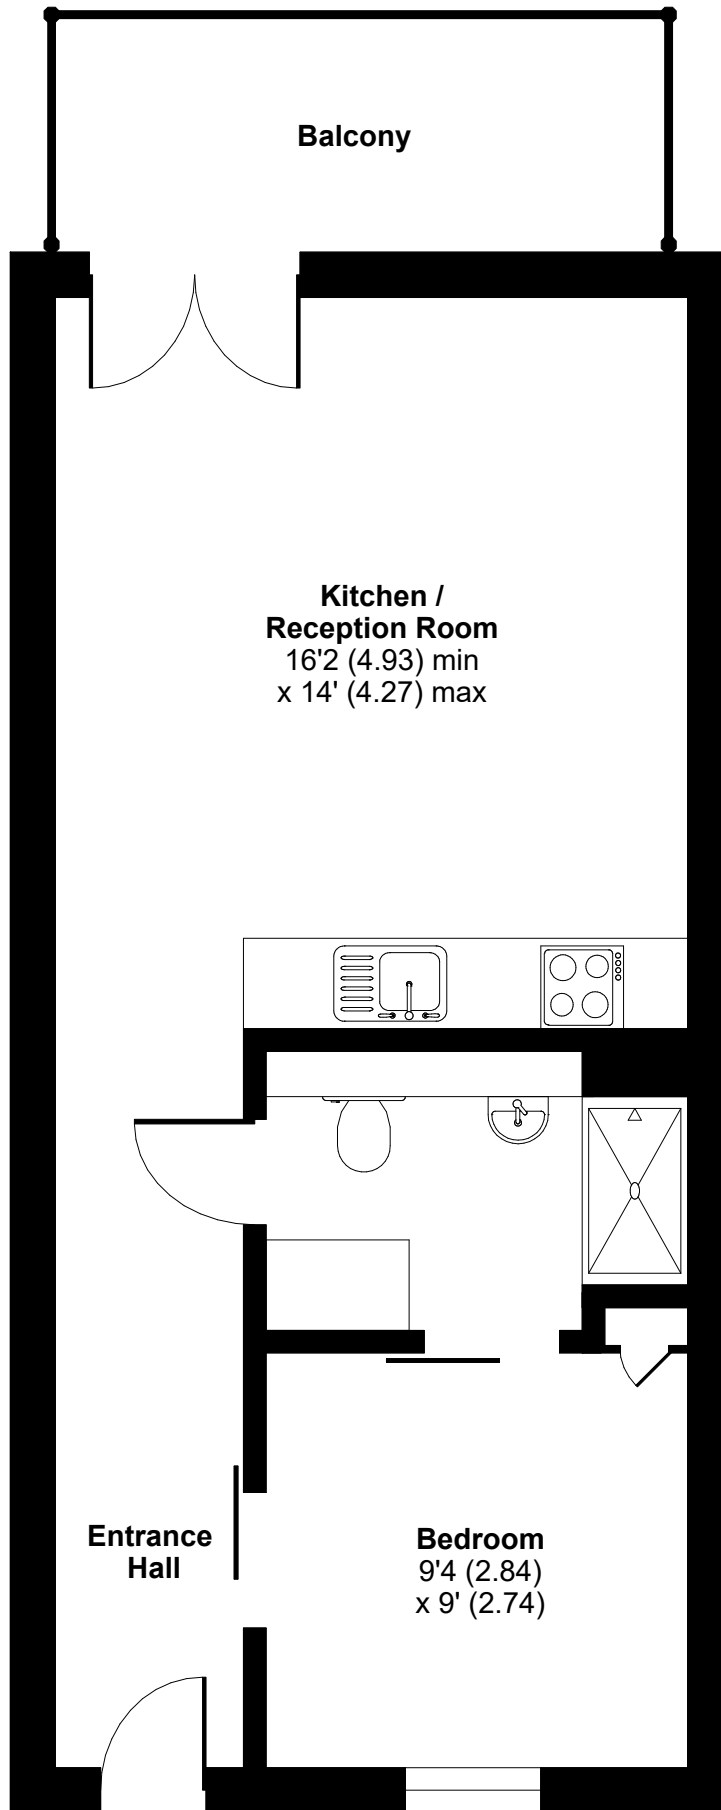 Balcony
Kitchen /
Reception Room
16'2 (4.93) min
x 14' (4.27) max
Entrance
Hall
Bedroom
9'4 (2.84)
x 9' (2.74)